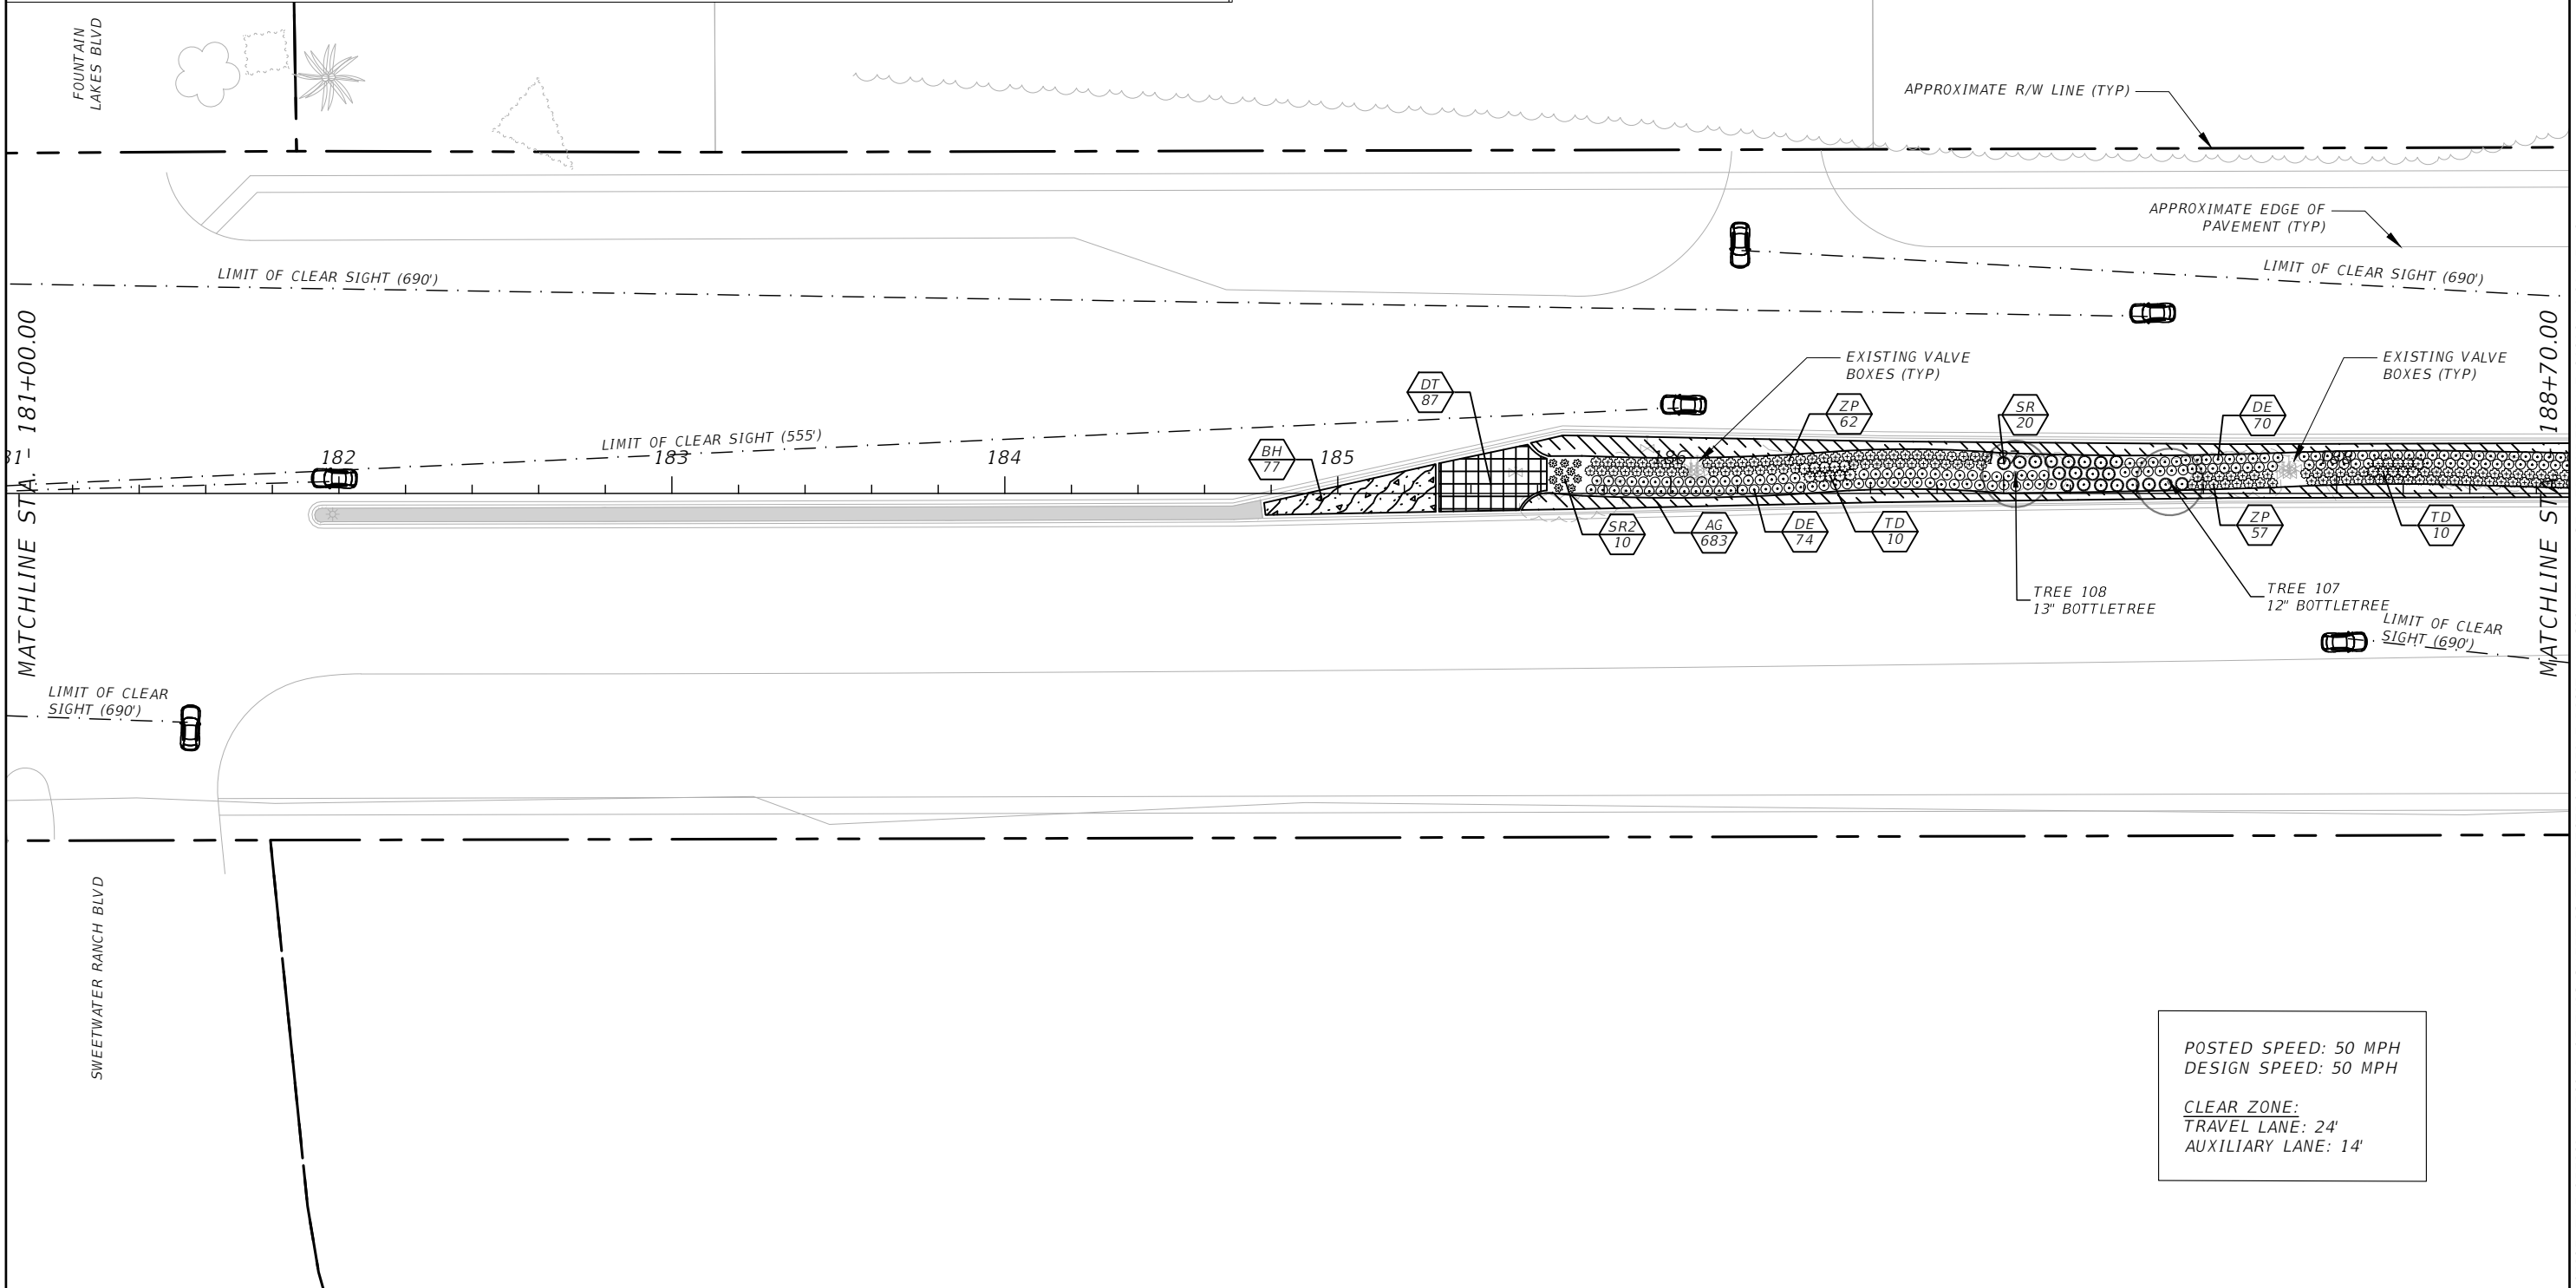 FOUNTAIN
LAKES BLVD
APPROXIMATE R/W LINE (TYP)
APPROXIMATE EDGE OF
PAVEMENT (TYP)
LIMIT OF CLEAR SIGHT (690')
LIMIT OF CLEAR SIGHT (690')
MATCHLINE STA. - 181+00.00
EXISTING VALVE
BOXES (TYP)
EXISTING VALVE
BOXES (TYP)
DT
87
ZP
62
SR
20
DE
70
LIMIT OF CLEAR SIGHT (555')
BH
77
182
183
184
185
186
SR2
10
AG
683
DE
74
TD
10
ZP
57
TD
10
TREE 108
13" BOTTLETREE
TREE 107
12" BOTTLETREE
LIMIT OF CLEAR
SIGHT (690')
MATCHLINE STA. - 188+70.00
LIMIT OF CLEAR
SIGHT (690')
SWEETWATER RANCH BLVD
POSTED SPEED: 50 MPH
DESIGN SPEED: 50 MPH
CLEAR ZONE:
TRAVEL LANE: 24'
AUXILIARY LANE: 14'